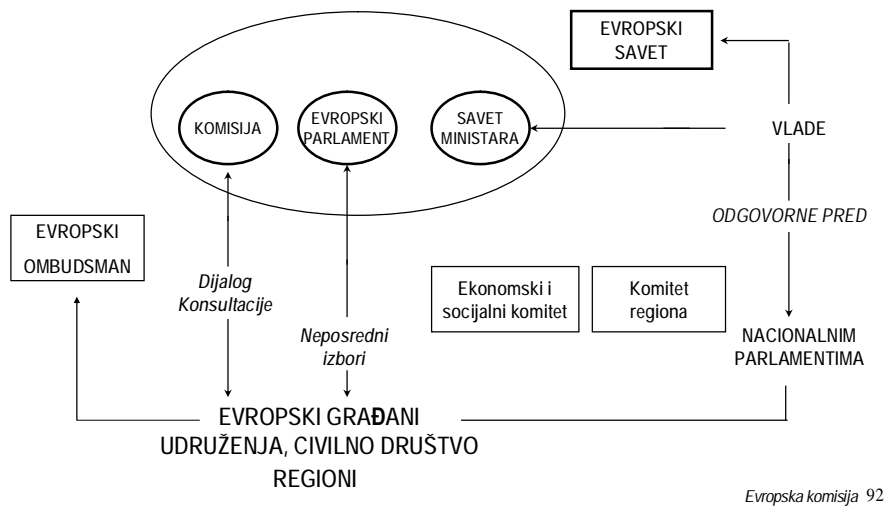 EVROPSKI
SAVET
KOMISIJA
EVROPSKI
PARLAMENT
SAVET
MINISTARA
VLADE
ODGOVORNE PRED
EVROPSKI
OMBUDSMAN
Dijalog
Konsultacije
Ekonomski i
socijalni komitet
Komitet
regiona
Neposredni
izbori
NACIONALNIM
PARLAMENTIMA
EVROPSKI GRAĐANI
UDRUŽENJA, CIVILNO DRUŠTVO
REGIONI
Evropska komisija 92